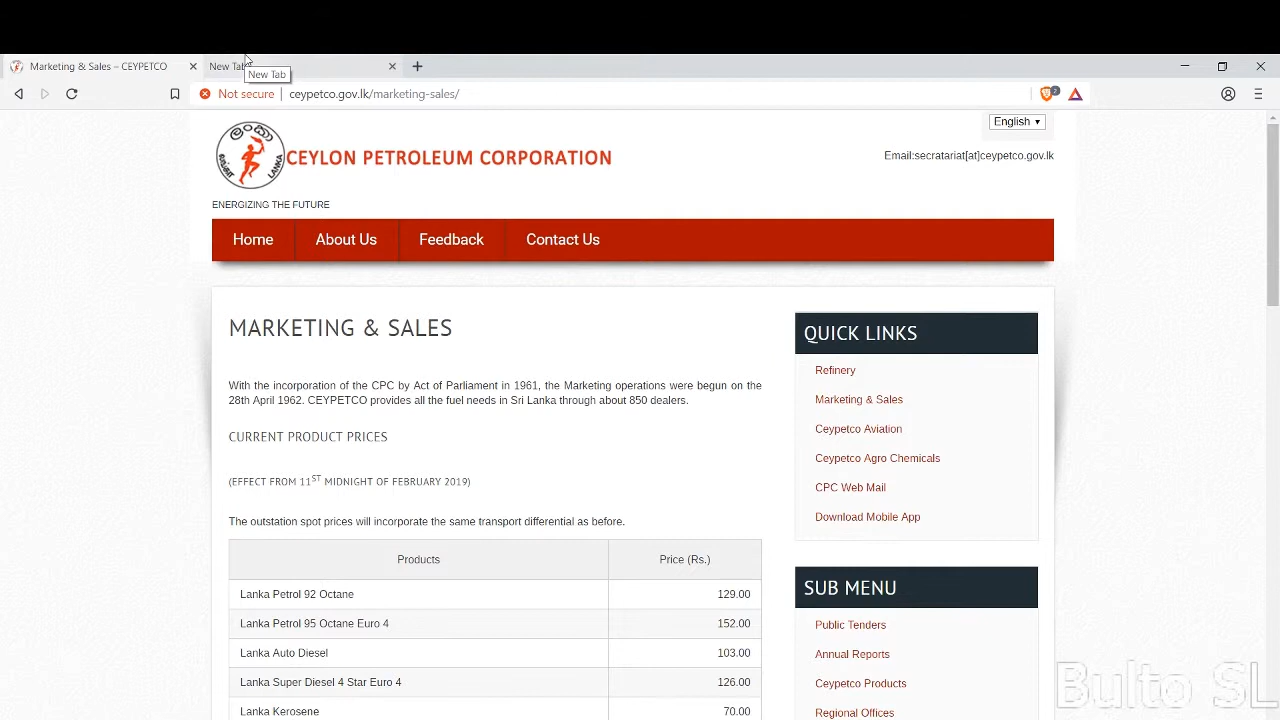 Marketing & Sales – CEYPETCO
New Tab
New Tab
Not secure
ceypetco.gov.lk/marketing-sales/
2
English
ලංකා
இலங்கை
LANKA
CEYLON PETROLEUM CORPORATION
Email:secratariat[at]ceypetco.gov.lk
ENERGIZING THE FUTURE
Home
About Us
Feedback
Contact Us
MARKETING & SALES
With the incorporation of the CPC by Act of Parliament in 1961, the Marketing operations were begun on the
28th April 1962. CEYPETCO provides all the fuel needs in Sri Lanka through about 850 dealers.
CURRENT PRODUCT PRICES
(EFFECT FROM 11ST MIDNIGHT OF FEBRUARY 2019)
The outstation spot prices will incorporate the same transport differential as before.
Products Price (Rs.)
Lanka Petrol 92 Octane 129.00
Lanka Petrol 95 Octane Euro 4 152.00
Lanka Auto Diesel 103.00
Lanka Super Diesel 4 Star Euro 4 126.00
Lanka Kerosene 70.00
QUICK LINKS
Refinery
Marketing & Sales
Ceypetco Aviation
Ceypetco Agro Chemicals
CPC Web Mail
Download Mobile App
SUB MENU
Public Tenders
Annual Reports
Ceypetco Products
Regional Offices
Bulto SL